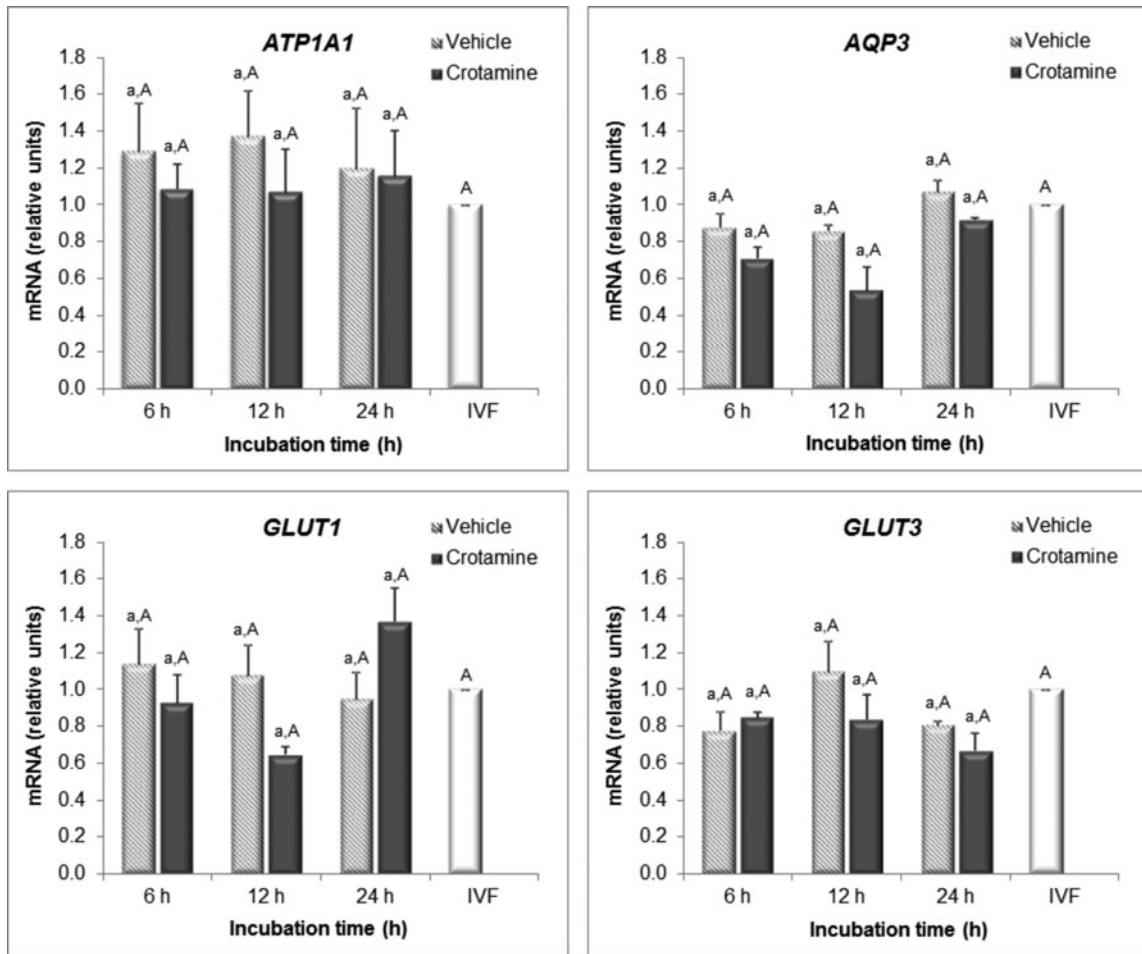 ATP1A1
Vehicle
Crotamine
mRNA (relative units)
1.8
1.6
1.4
1.2
1.0
0.8
0.6
0.4
0.2
0.0
a,A
a,A
a,A
a,A
a,A
a,A
A
6 h 12 h 24 h IVF
Incubation time (h)
AQP3
Vehicle
Crotamine
mRNA (relative units)
1.8
1.6
1.4
1.2
1.0
0.8
0.6
0.4
0.2
0.0
a,A
a,A
a,A
a,A
a,A
a,A
A
6 h 12 h 24 h IVF
Incubation time (h)
GLUT1
Vehicle
Crotamine
mRNA (relative units)
1.8
1.6
1.4
1.2
1.0
0.8
0.6
0.4
0.2
0.0
a,A
a,A
a,A
a,A
a,A
a,A
A
6 h 12 h 24 h IVF
Incubation time (h)
GLUT3
Vehicle
Crotamine
mRNA (relative units)
1.8
1.6
1.4
1.2
1.0
0.8
0.6
0.4
0.2
0.0
a,A
a,A
a,A
a,A
a,A
a,A
A
6 h 12 h 24 h IVF
Incubation time (h)